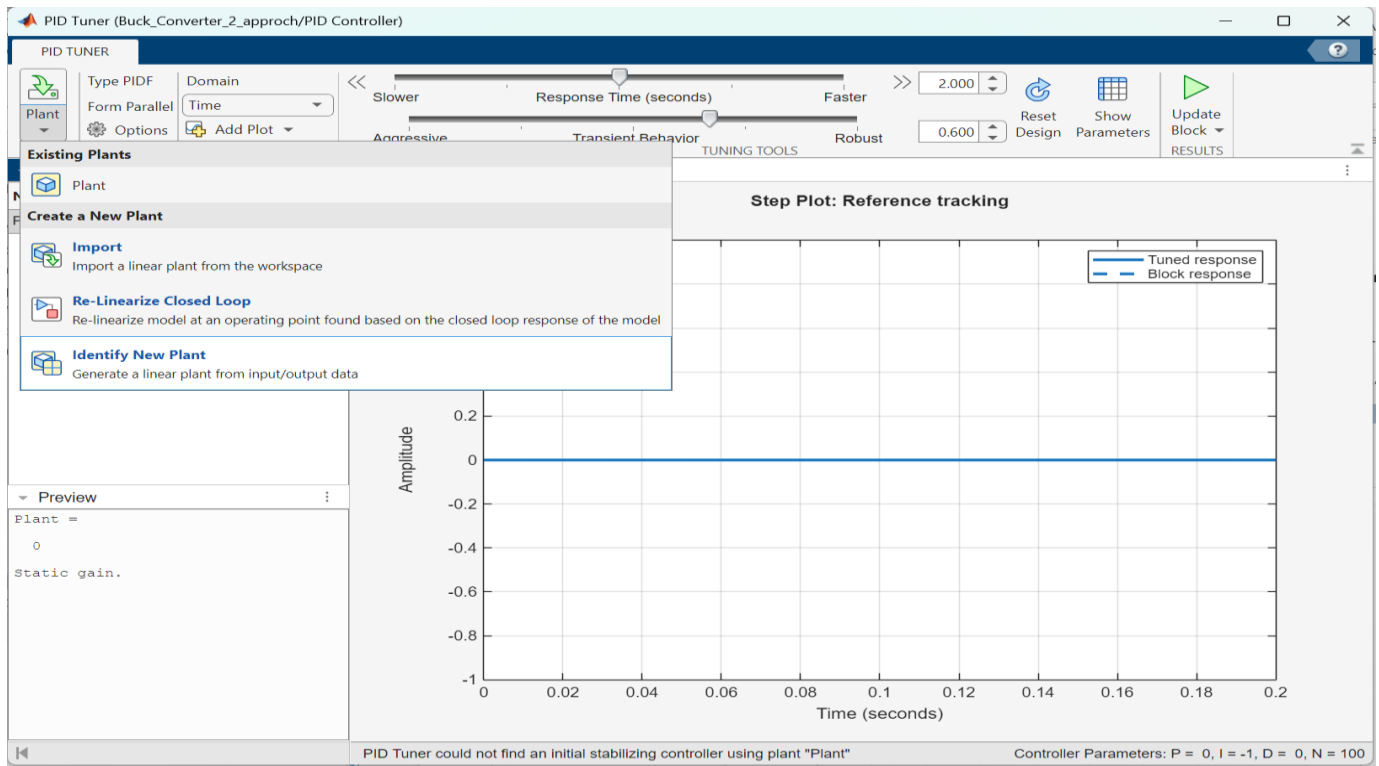 PID Tuner (Buck_Converter_2_approch/PID Controller)
PID TUNER
?
Plant
Type PIDF
Form Parallel
Options
Domain
Time
Add Plot
Slower
Response Time (seconds)
Faster
2.000
Aggressive
Transient Behavior
Robust
0.600
Reset
Design
Show
Parameters
Update
Block
TUNING TOOLS
RESULTS
Existing Plants
Plant
Create a New Plant
Import
Import a linear plant from the workspace
Re-Linearize Closed Loop
Re-linearize model at an operating point found based on the closed loop response of the model
Identify New Plant
Generate a linear plant from input/output data
Step Plot: Reference tracking
Tuned response
Block response
0.2
0
-0.2
-0.4
-0.6
-0.8
-1
Amplitude
0 0.02 0.04 0.06 0.08 0.1 0.12 0.14 0.16 0.18 0.2
Time (seconds)
Preview
Plant =
0
Static gain.
PID Tuner could not find an initial stabilizing controller using plant "Plant"
Controller Parameters: P = 0, I = -1, D = 0, N = 100